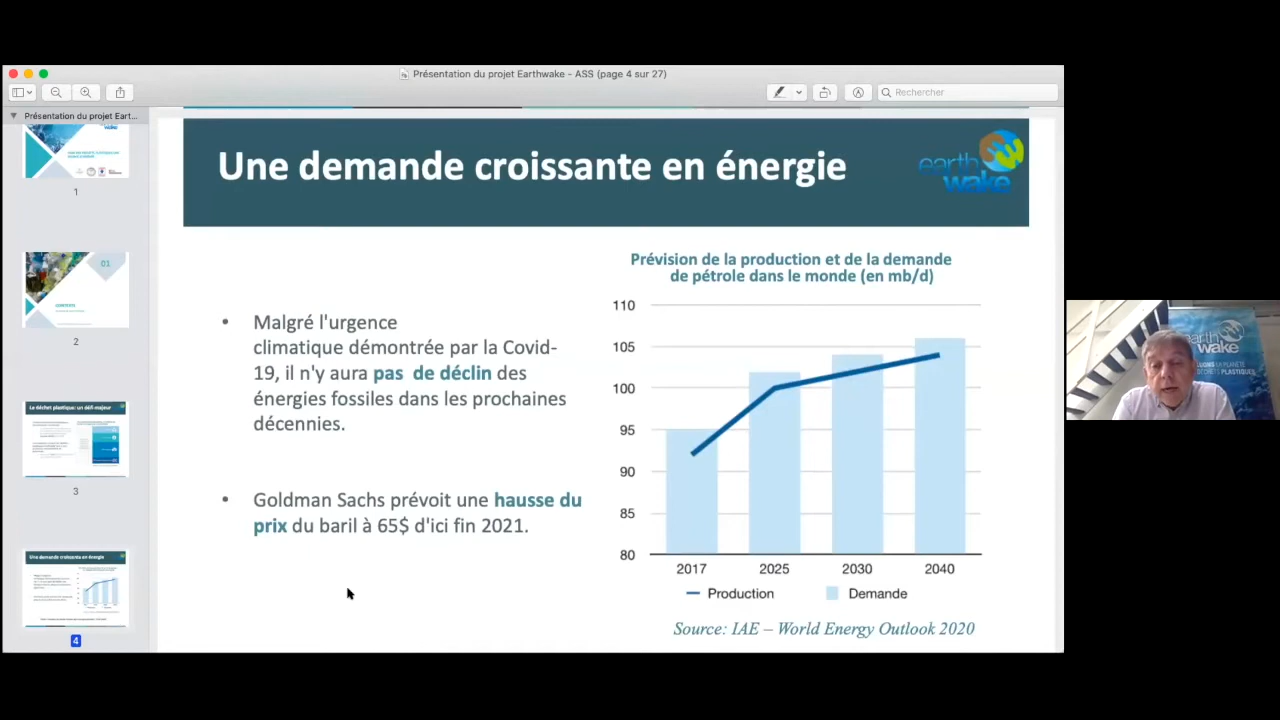 Présentation du projet Earthwake - ASS (page 4 sur 27)
Rechercher
Présentation du projet Eart...
1
01
CONTEXTE
2
Le déchet plastique: un défi majeur
3
Une demande croissante en énergie
4
Une demande croissante en énergie
earth
wake
Malgré l'urgence
climatique démontrée par la Covid-
19, il n'y aura pas de déclin des
énergies fossiles dans les prochaines
décennies.
Goldman Sachs prévoit une hausse du
prix du baril à 65$ d'ici fin 2021.
Prévision de la production et de la demande
de pétrole dans le monde (en mb/d)
110
105
100
95
90
85
80
2017 2025 2030 2040
Production Demande
Source: IAE – World Energy Outlook 2020
earth
wake
PLASTIQUES